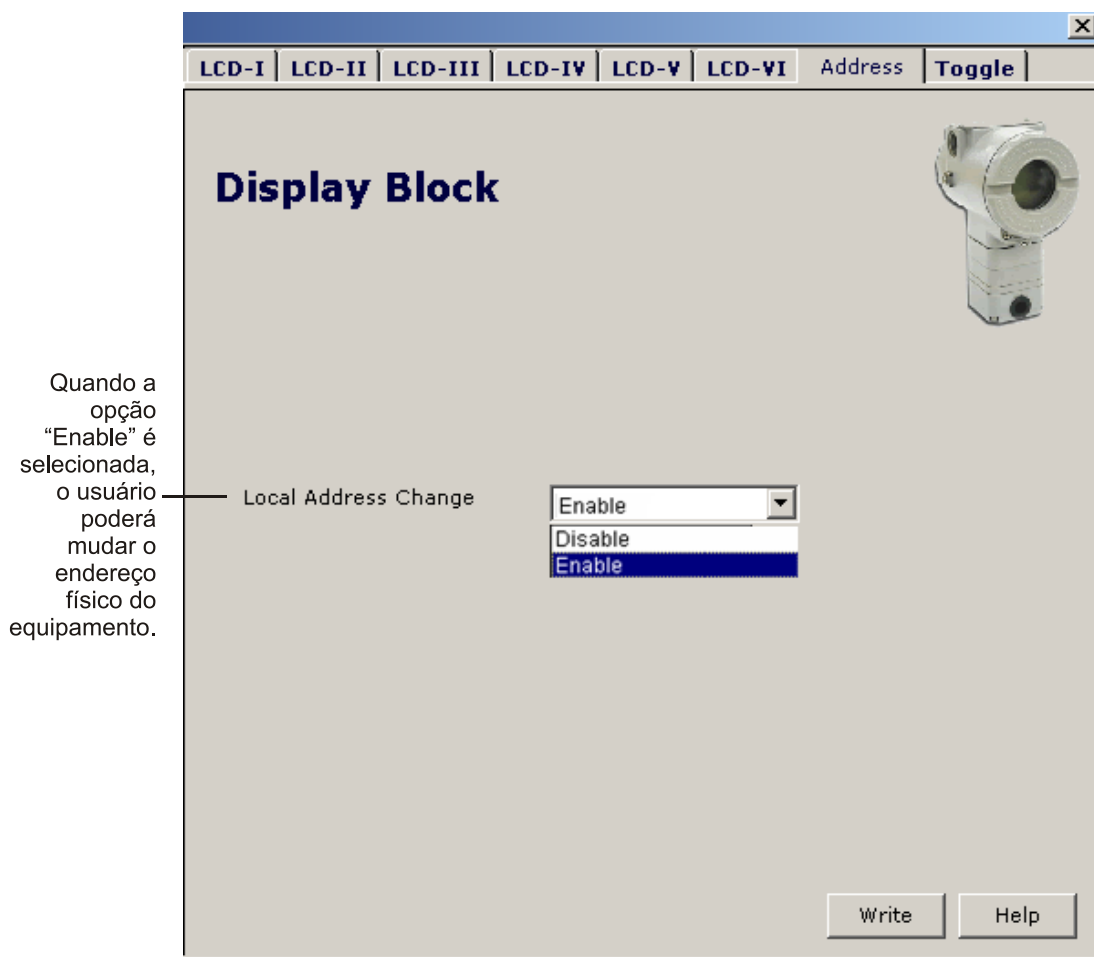 LCD-I LCD-II LCD-III LCD-IV LCD-V LCD-VI Address Toggle
Display Block
Quando a
opção
“Enable” é
selecionada,
o usuário
poderá
mudar o
endereço
físico do
equipamento.
Local Address Change
Enable
Disable
Enable
Write Help